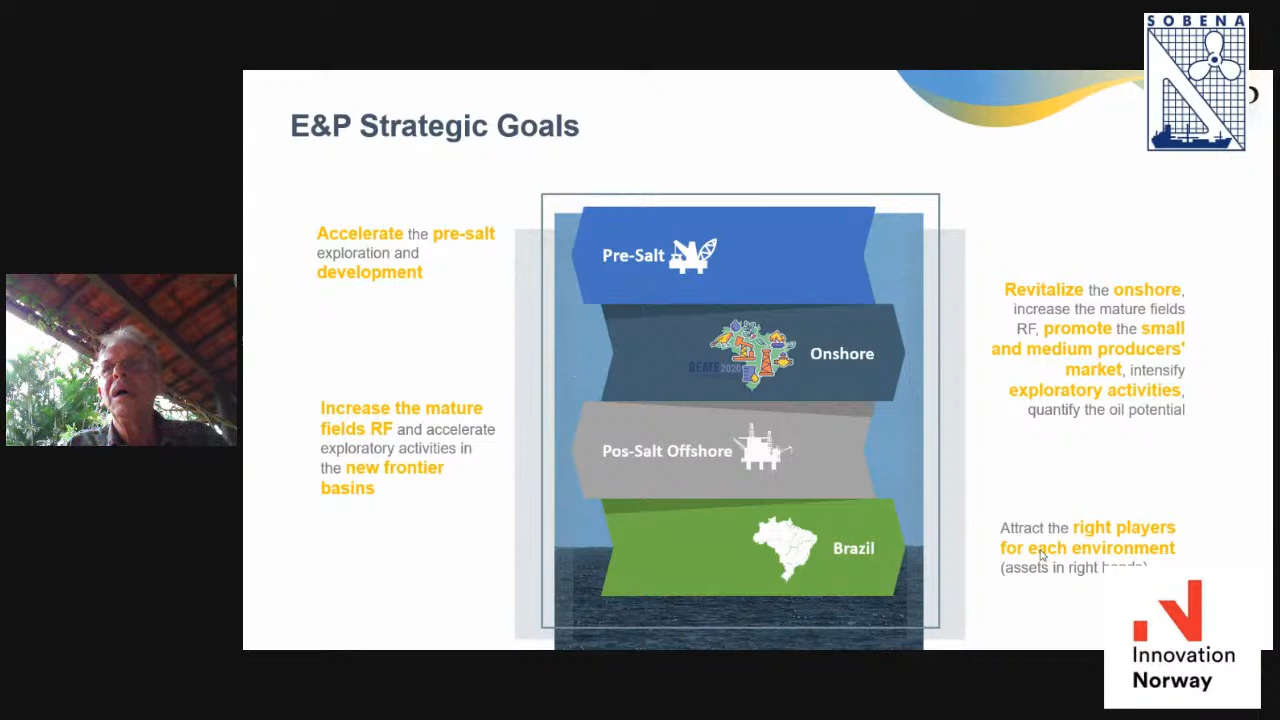 SOBENA
E&P Strategic Goals
Accelerate the pre-salt
exploration and
development
Pre-Salt
Revitalize the onshore,
increase the mature fields
RF, promote the small
and medium producers'
market, intensify
exploratory activities,
quantify the oil potential
Onshore
REATE 2020
Increase the mature
fields RF and accelerate
exploratory activities in
the new frontier
basins
Pos-Salt Offshore
Brazil
Attract the right players
for each environment
(assets in right hands)
Innovation
Norway